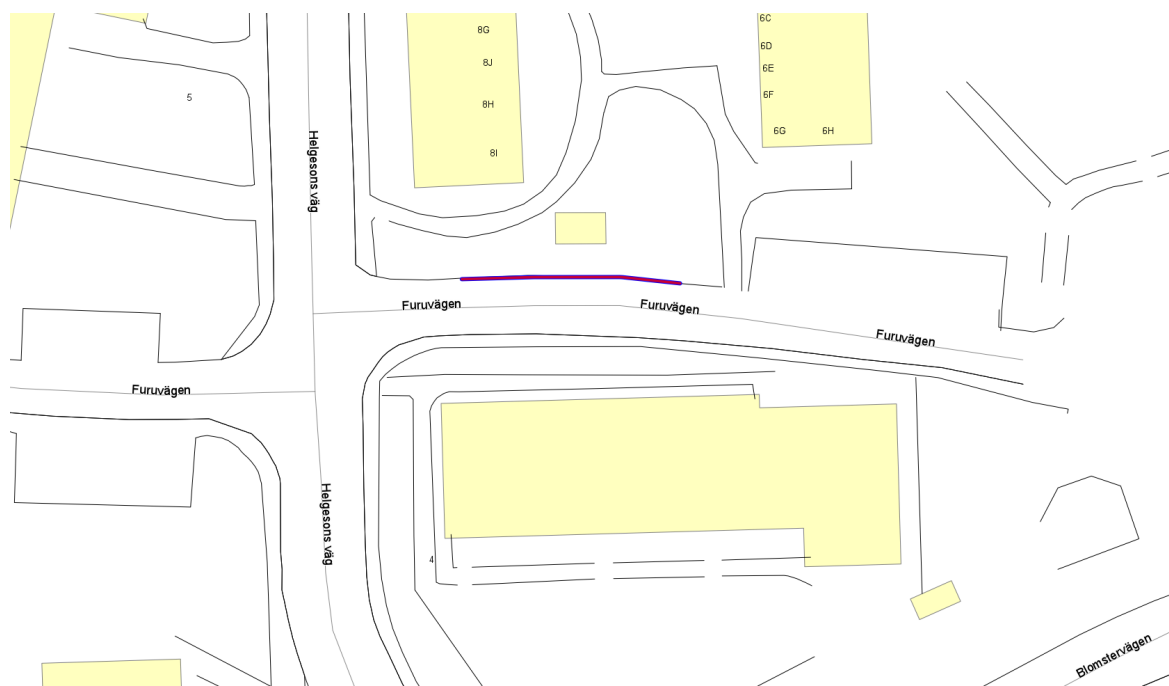 8G
6C
6D
8J
6E
5
6F
8H
6G 6H
8I
Helgesons väg
Furuvägen
Furuvägen
Furuvägen
Furuvägen
Helgesons väg
4
Blomstervägen